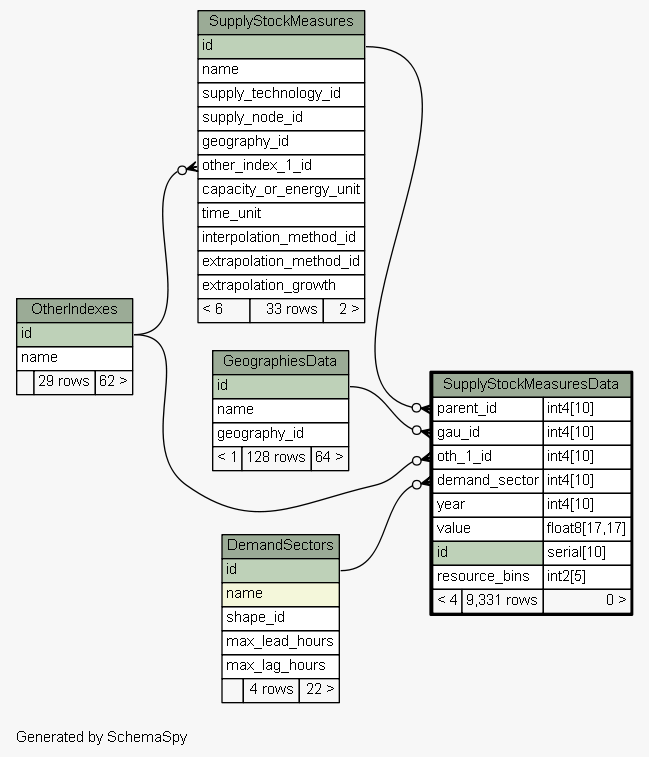 SupplyStockMeasures
id
name
supply_technology_id
supply_node_id
geography_id
other_index_1_id
capacity_or_energy_unit
time_unit
interpolation_method_id
extrapolation_method_id
extrapolation_growth
< 6 33 rows 2 >
OtherIndexes
id
name
29 rows 62 >
GeographiesData
id
name
geography_id
< 1 128 rows 64 >
SupplyStockMeasuresData
parent_id int4[10]
gau_id int4[10]
oth_1_id int4[10]
demand_sector int4[10]
year int4[10]
value float8[17,17]
id serial[10]
resource_bins int2[5]
< 4 9,331 rows 0 >
DemandSectors
id
name
shape_id
max_lead_hours
max_lag_hours
4 rows 22 >
Generated by SchemaSpy